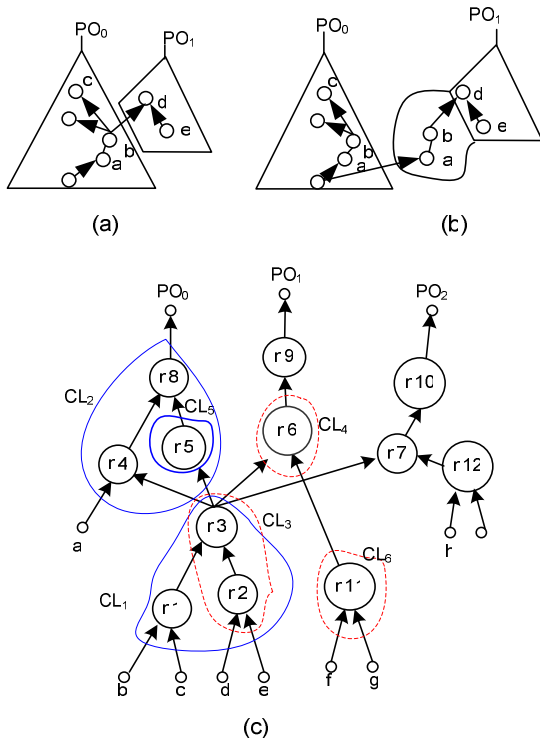 PO₀
PO₁
c
d
b
e
a
(a)
PO₀
PO₁
c
d
b
b
e
a
a
(b)
PO₀
PO₁
PO₂
r9
r8
r10
CL₂
CL₅
CL₄
r6
r5
r7
r4
r12
r3
CL₃
a
h
CL₆
CL₁
r1
r2
r11
b
c
d
e
f
g
(c)